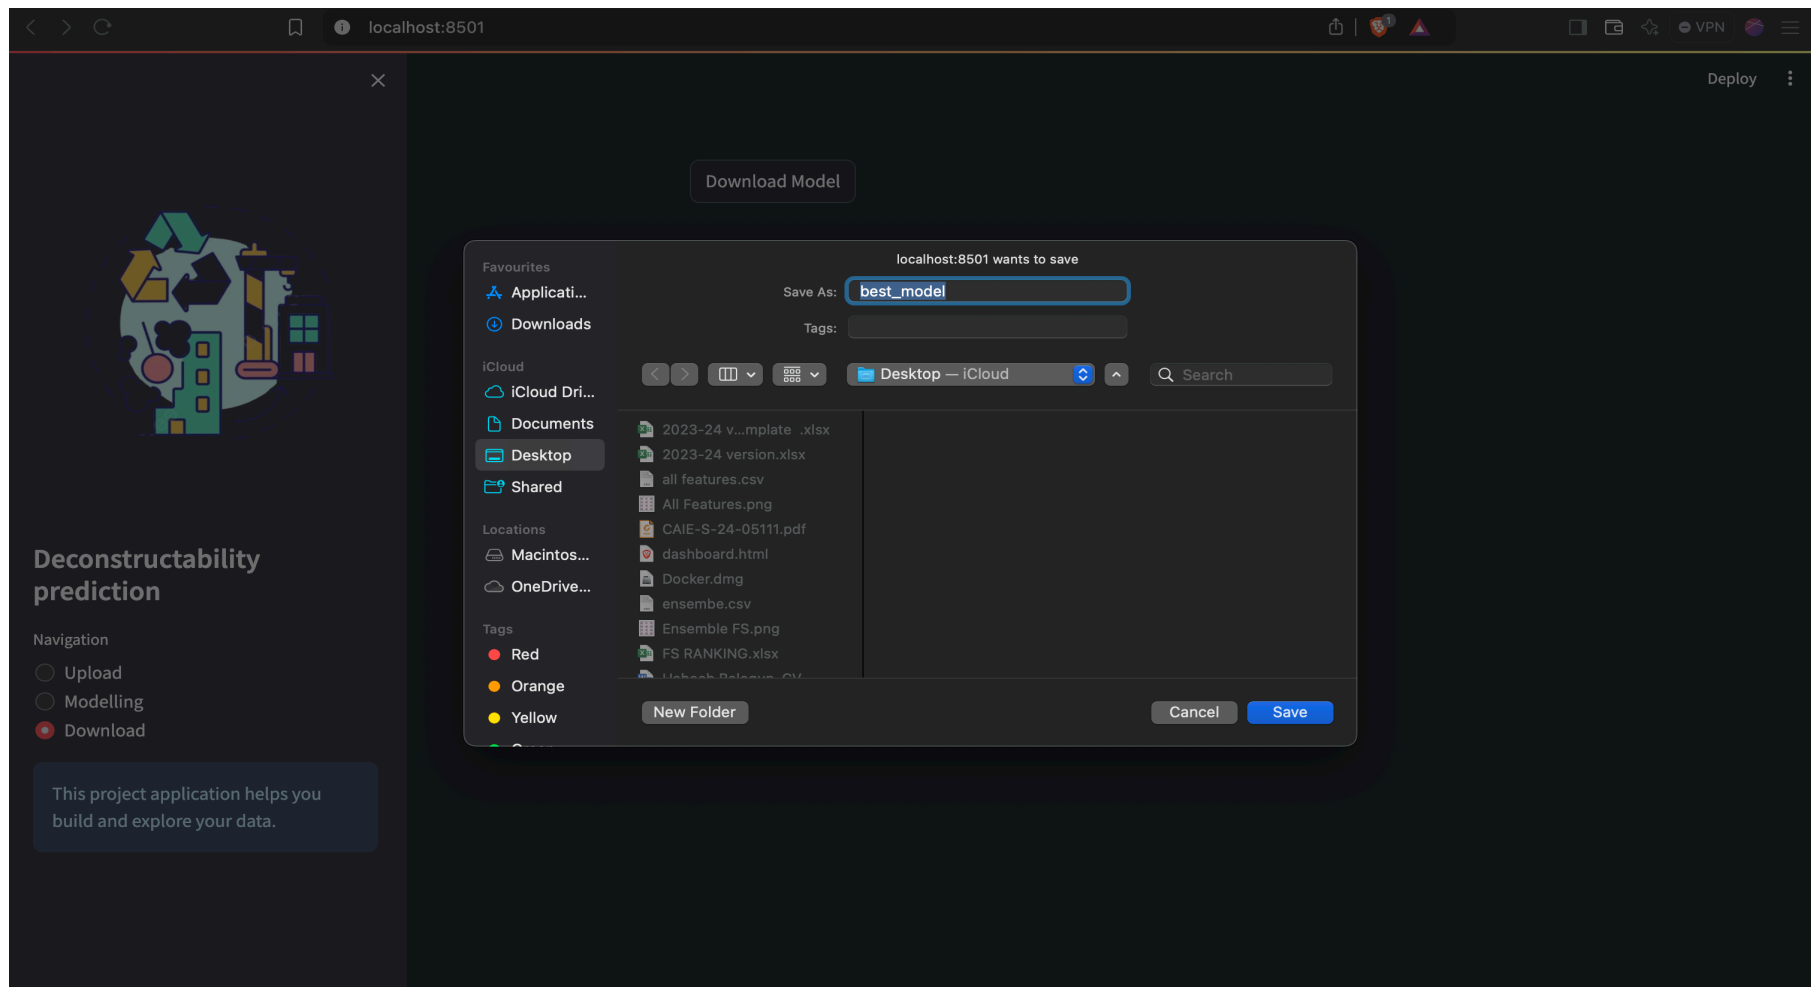 localhost:8501
1
VPN
Deploy
Download Model
Deconstructability
prediction
Navigation
Upload
Modelling
Download
This project application helps you
build and explore your data.
localhost:8501 wants to save
Save As: best_model
Tags:
Desktop — iCloud
Search
Favourites
Applicati...
Downloads
iCloud
iCloud Dri...
Documents
Desktop
Shared
Locations
Macintos...
OneDrive...
Tags
Red
Orange
Yellow
2023-24 v...mplate .xlsx
2023-24 version.xlsx
all features.csv
All Features.png
CAIE-S-24-05111.pdf
dashboard.html
Docker.dmg
ensembe.csv
Ensemble FS.png
FS RANKING.xlsx
New Folder
Cancel
Save